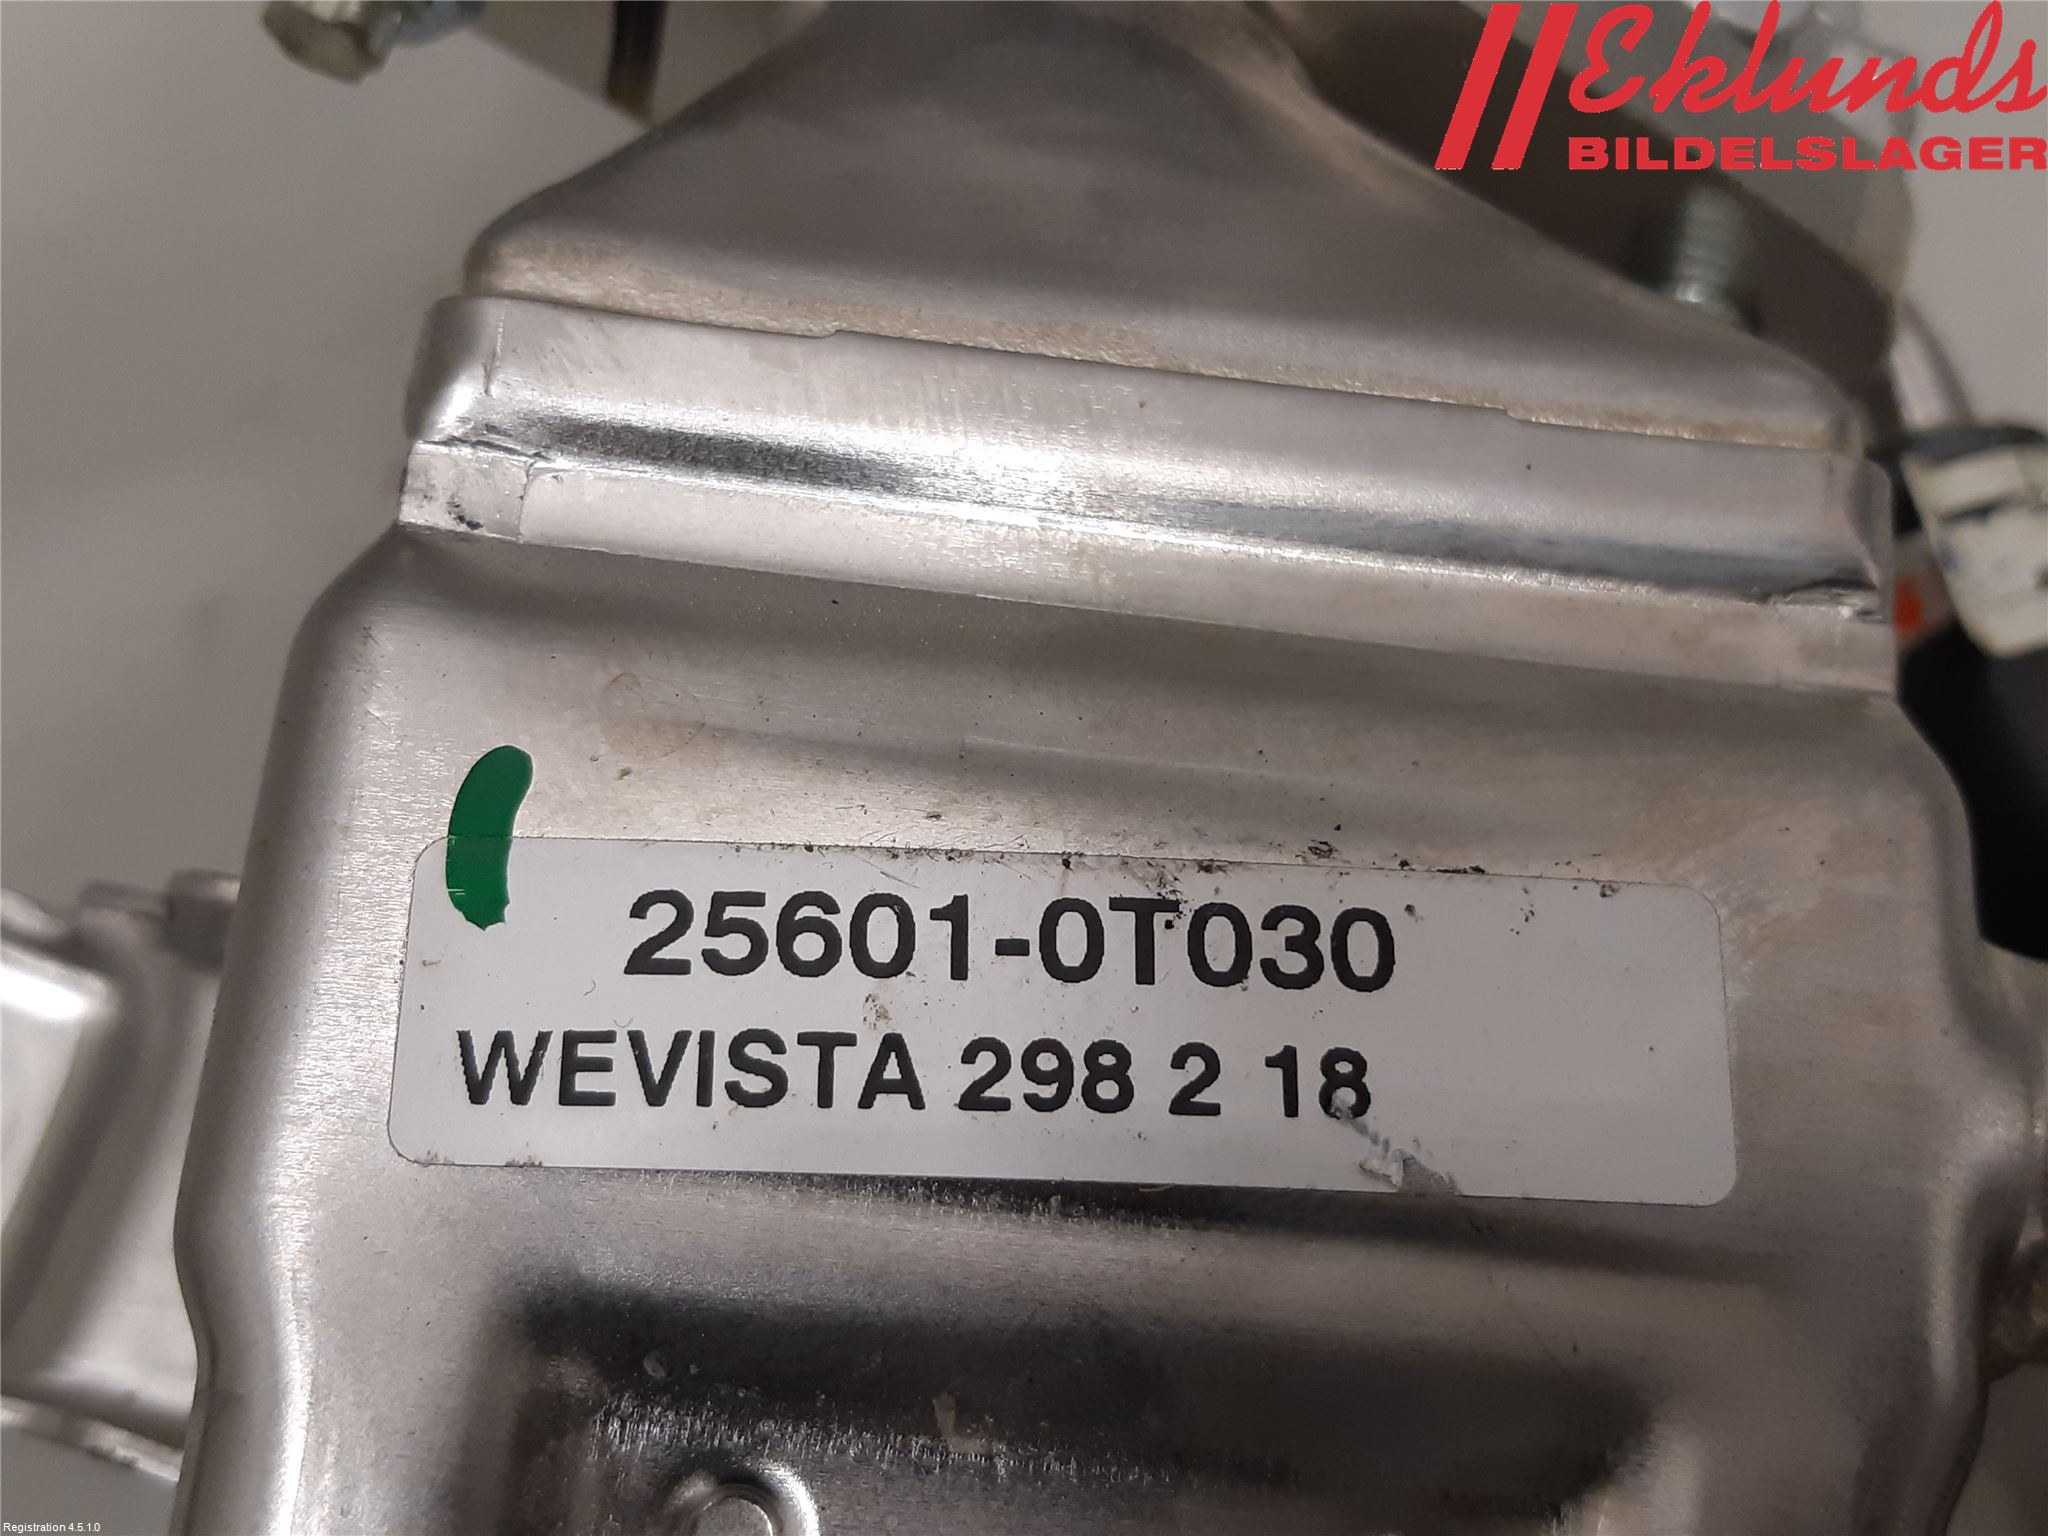 Eklunds
BILDELSLAGER
25601-0T030
WEVISTA 298 2 18
Registration 4.5.1.0